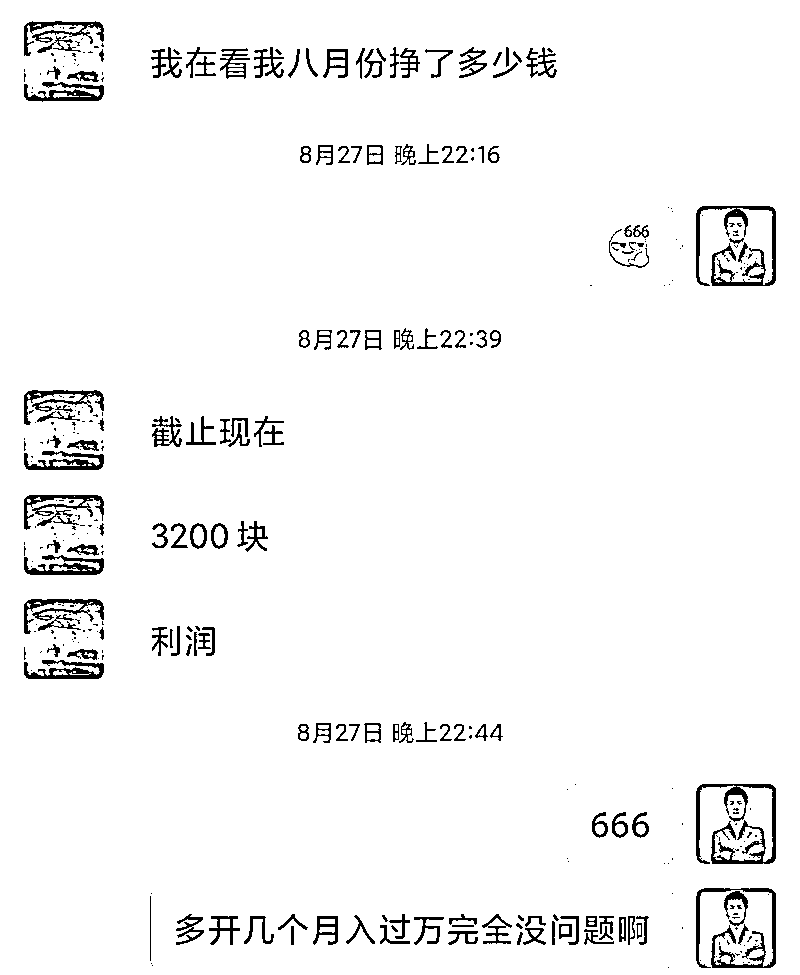 我在看我八月份挣了多少钱
8月27日 晚上22:16
666
8月27日 晚上22:39
截止现在
3200 块
利润
8月27日 晚上22:44
666
多开几个月入过万完全没问题啊